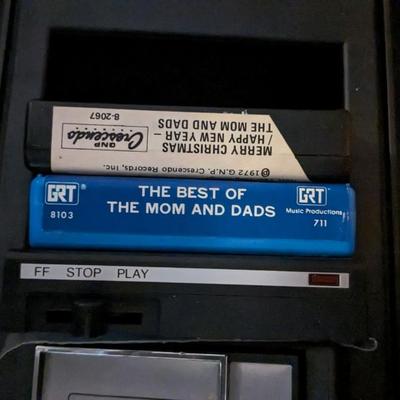 MERRY CHRISTMAS
/ HAPPY NEW YEAR —
THE MOM AND DADS
GNP
Crescendo
8-2067
©1972 G.N.P. Crescendo Records, Inc.
GRT®
8103
THE BEST OF
THE MOM AND DADS
GRT®
Music Productions
711
FF STOP PLAY